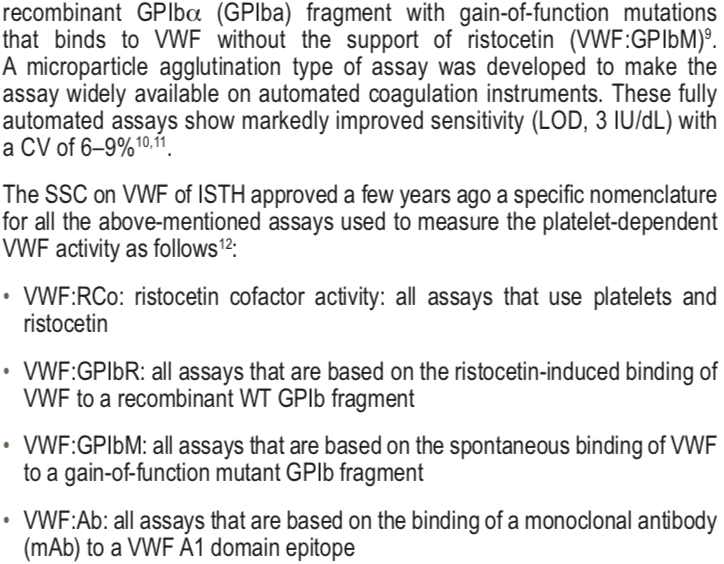 recombinant GPIbα (GPIba) fragment with gain-of-function mutations
that binds to VWF without the support of ristocetin (VWF:GPIbM)⁹.
A microparticle agglutination type of assay was developed to make the
assay widely available on automated coagulation instruments. These fully
automated assays show markedly improved sensitivity (LOD, 3 IU/dL) with
a CV of 6–9%¹⁰,¹¹.
The SSC on VWF of ISTH approved a few years ago a specific nomenclature
for all the above-mentioned assays used to measure the platelet-dependent
VWF activity as follows¹²:
• VWF:RCo: ristocetin cofactor activity: all assays that use platelets and
ristocetin
• VWF:GPIbR: all assays that are based on the ristocetin-induced binding of
VWF to a recombinant WT GPIb fragment
• VWF:GPIbM: all assays that are based on the spontaneous binding of VWF
to a gain-of-function mutant GPIb fragment
• VWF:Ab: all assays that are based on the binding of a monoclonal antibody
(mAb) to a VWF A1 domain epitope